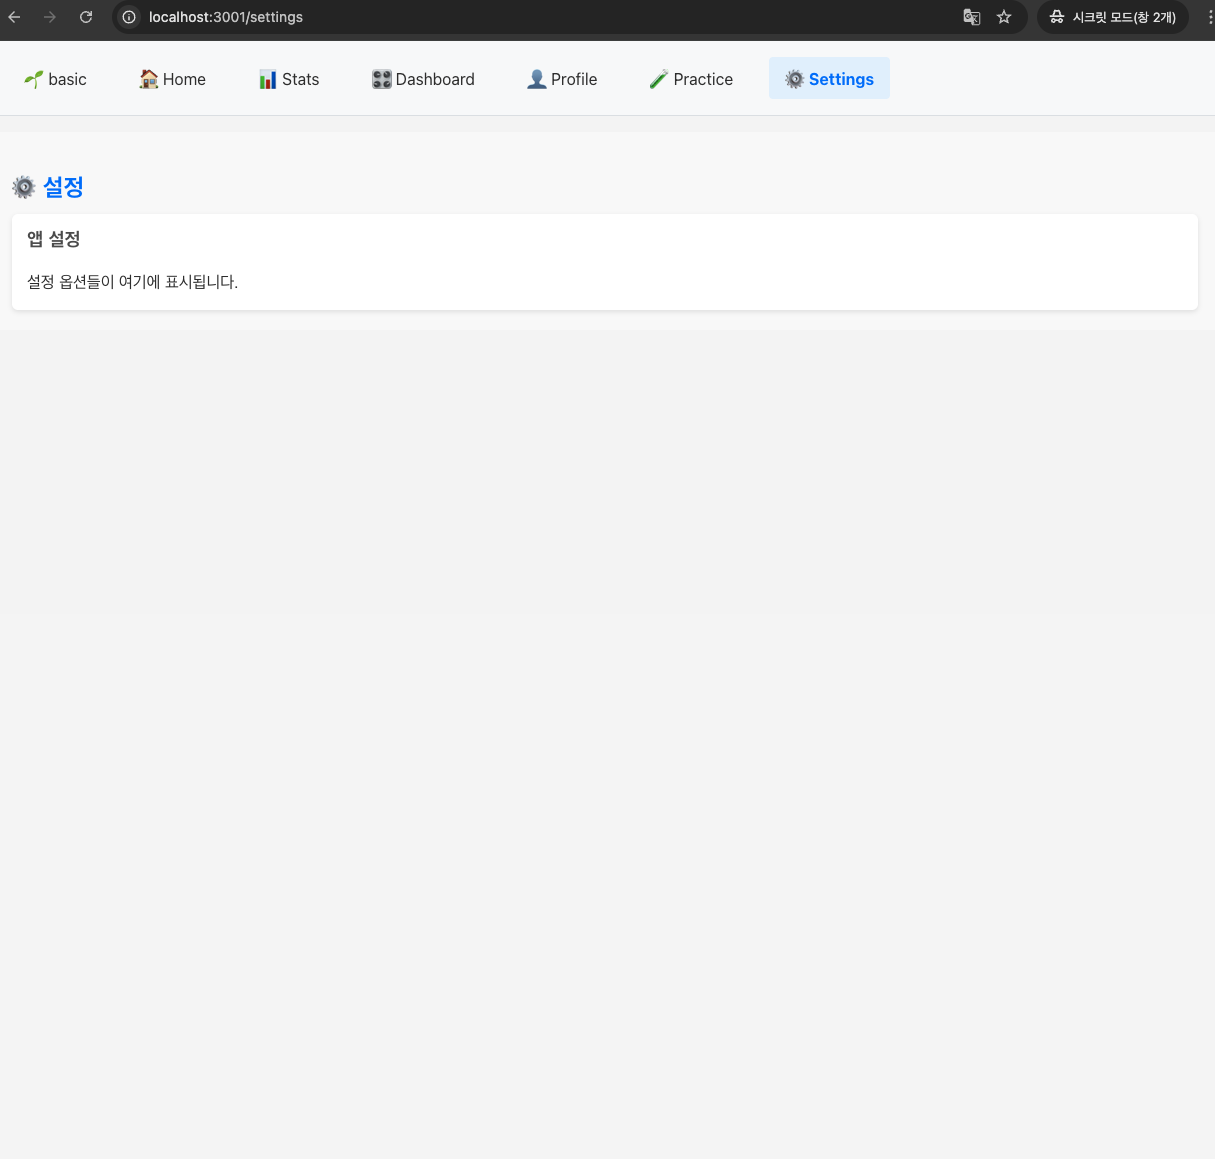 localhost:3001/settings
시크릿 모드(창 2개)
basic Home Stats Dashboard Profile Practice Settings
설정
앱 설정
설정 옵션들이 여기에 표시됩니다.